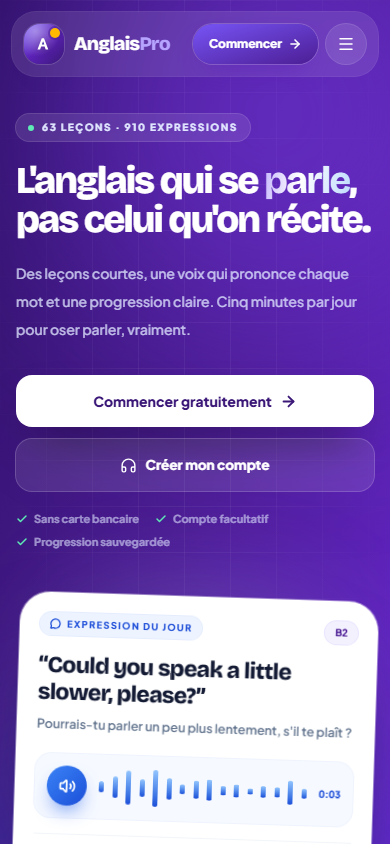 A
AnglaisPro
Commencer →
63 LEÇONS · 910 EXPRESSIONS
L'anglais qui se parle,
pas celui qu'on récite.
Des leçons courtes, une voix qui prononce chaque
mot et une progression claire. Cinq minutes par jour
pour oser parler, vraiment.
Commencer gratuitement →
Créer mon compte
✓ Sans carte bancaire ✓ Compte facultatif
✓ Progression sauvegardée
EXPRESSION DU JOUR
B2
“Could you speak a little
slower, please?”
Pourrais-tu parler un peu plus lentement, s'il te plaît ?
0:03